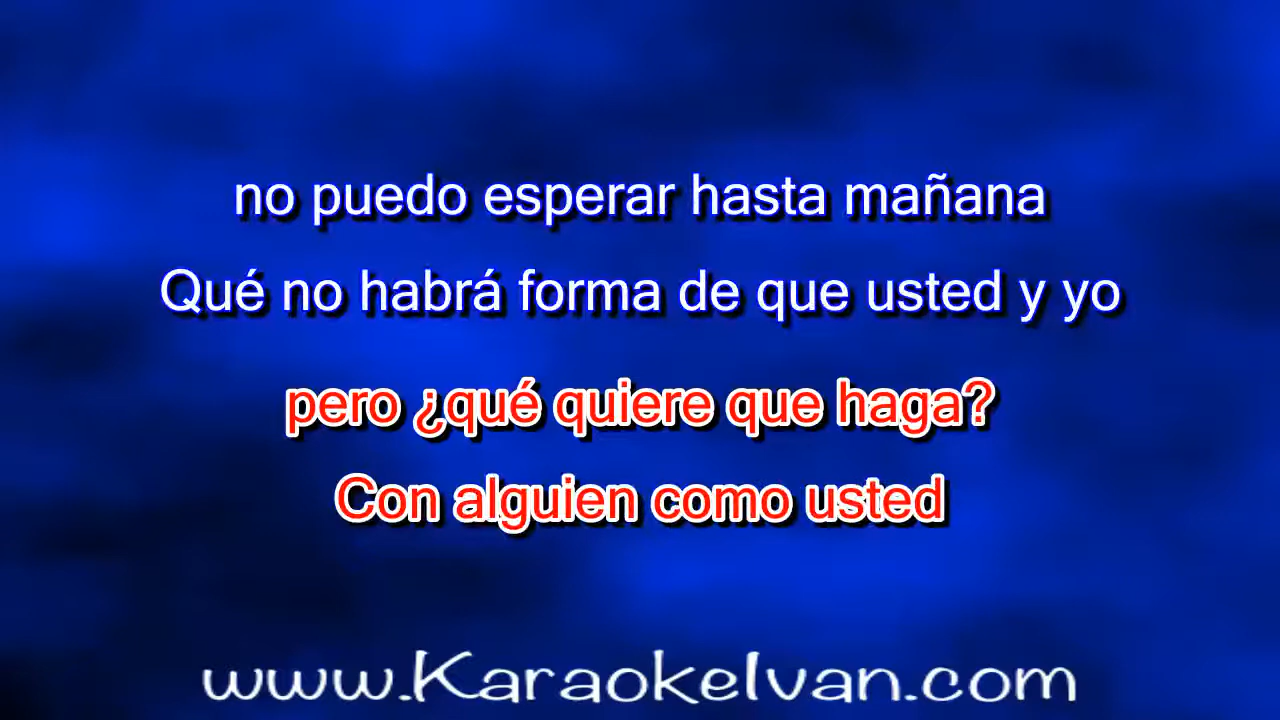 no puedo esperar hasta mañana
Qué no habrá forma de que usted y yo
pero ¿qué quiere que haga?
Con alguien como usted
www.KaraokeIvan.com